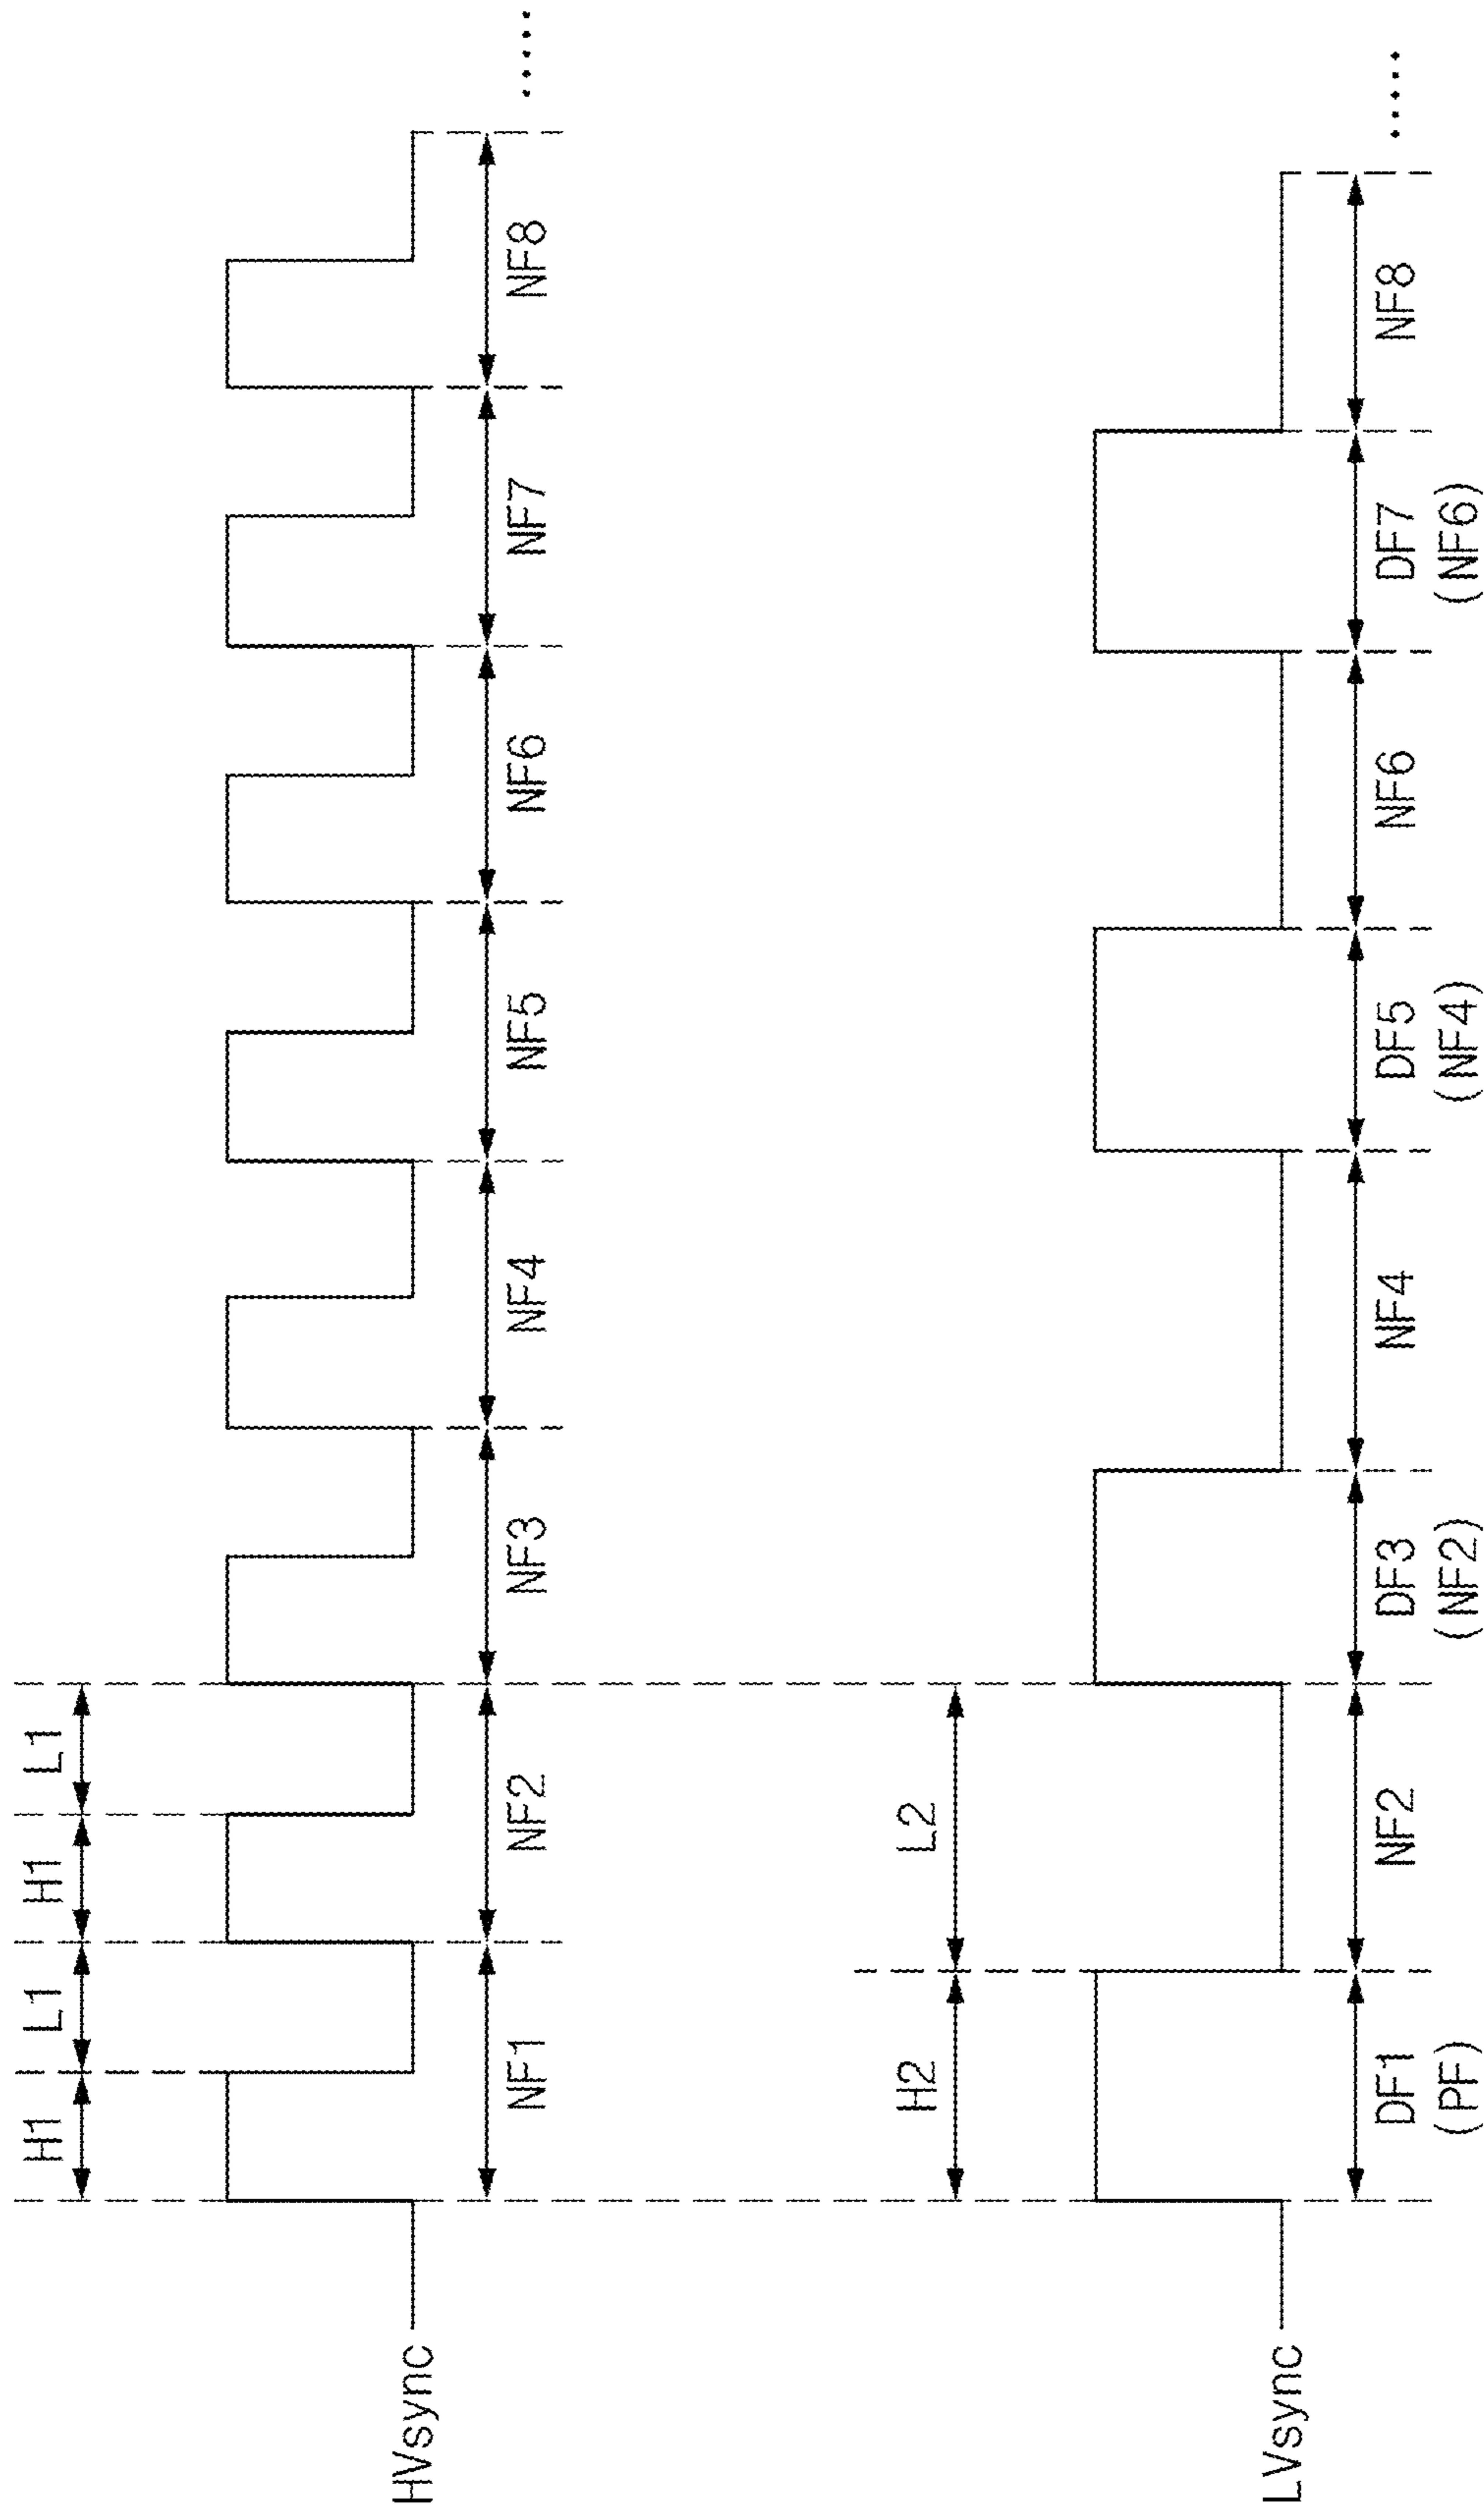 H1 L1 H1 L1
HVsync
NF1 NF2 NF3 NF4 NF5 NF6 NF7 NF8 .....
H2 L2
LVsync
DF1 NF2 DF3 NF4 DF5 NF6 DF7 NF8 .....
(PF) (NF2) (NF4) (NF6)